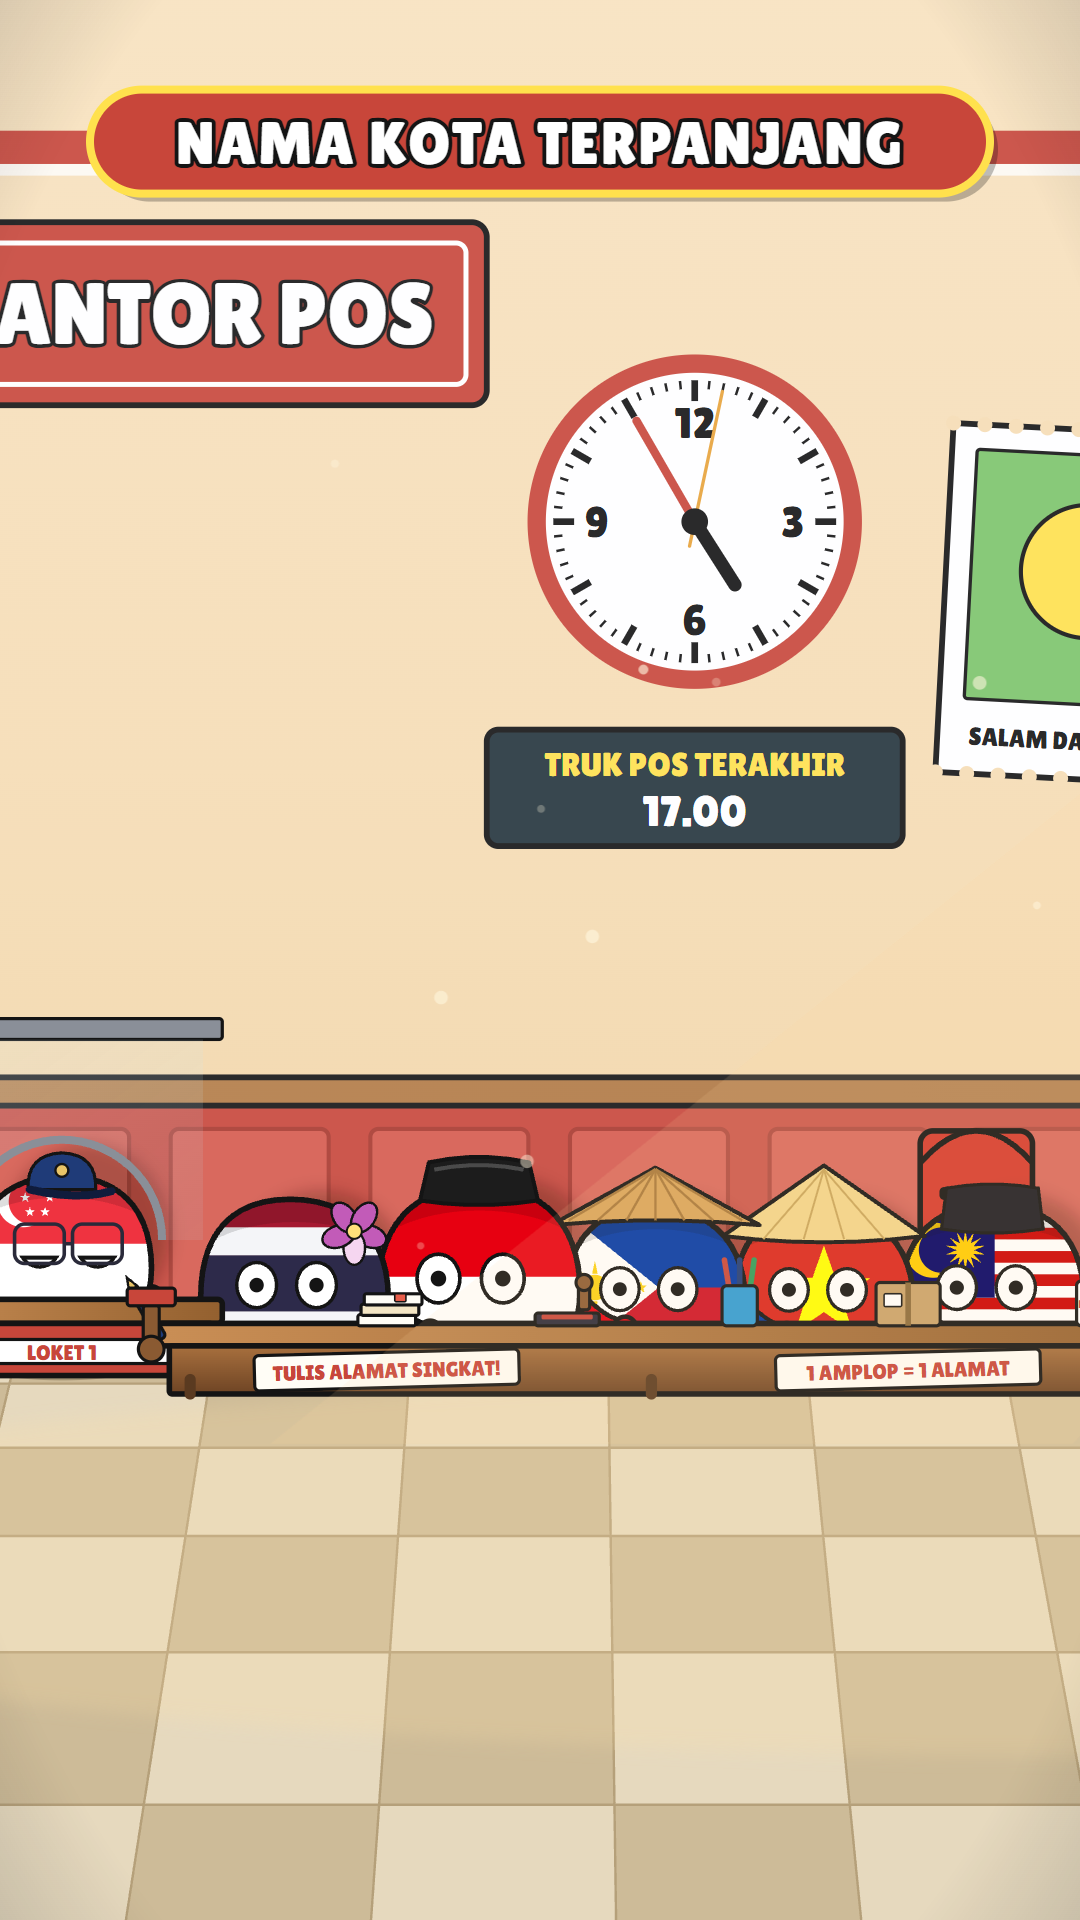 NAMA KOTA TERPANJANG
ANTOR POS
12
9
3
6
SALAM DA
TRUK POS TERAKHIR
17.00
LOKET 1
TULIS ALAMAT SINGKAT!
1 AMPLOP = 1 ALAMAT